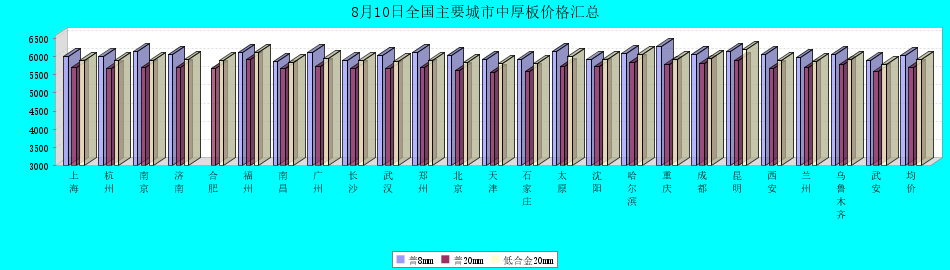 8月10日全国主要城市中厚板价格汇总
6500
6000
5500
5000
4500
4000
3500
3000
上海 杭州 南京 济南 合肥 福州 南昌 广州 长沙 武汉 郑州 北京 天津 石家庄 太原 沈阳 哈尔滨 重庆 成都 昆明 西安 兰州 乌鲁木齐 武安 均价
普8mm 普20mm 低合金20mm